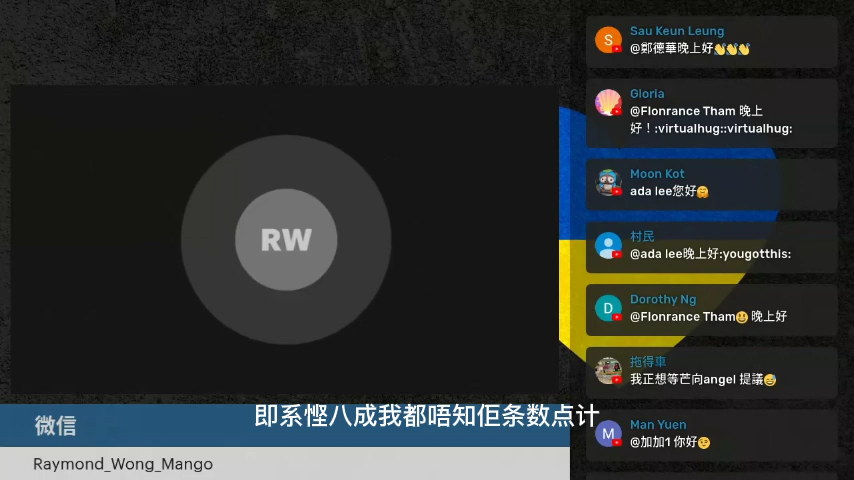 RW
即系悭八成我都唔知佢条数点计
微信
Raymond_Wong_Mango
Sau Keun Leung
@鄭德華晚上好👋👋👋
Gloria
@Flonrance Tham 晚上
好！:virtualhug::virtualhug:
Moon Kot
ada lee您好🤗
村民
@ada lee晚上好:yougotthis:
Dorothy Ng
@Flonrance Tham😃 晚上好
拖得車
我正想等芒向angel 提議😅
Man Yuen
@加加1 你好🤨
S
D
M